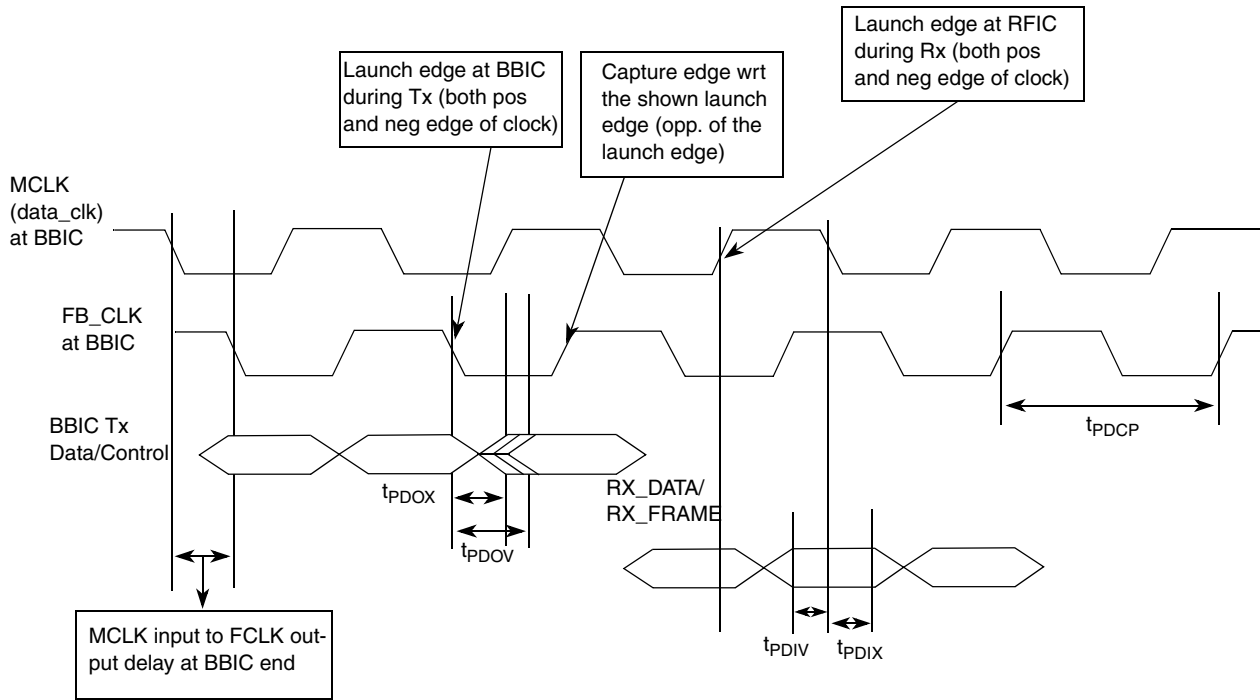 Launch edge at RFIC
during Rx (both pos
and neg edge of clock)
Launch edge at BBIC
during Tx (both pos
and neg edge of clock)
Capture edge wrt
the shown launch
edge (opp. of the
launch edge)
MCLK
(data_clk)
at BBIC
FB_CLK
at BBIC
tPDCP
BBIC Tx
Data/Control
tPDOX
tPDOV
RX_DATA/
RX_FRAME
tPDIV
tPDIX
MCLK input to FCLK out-
put delay at BBIC end